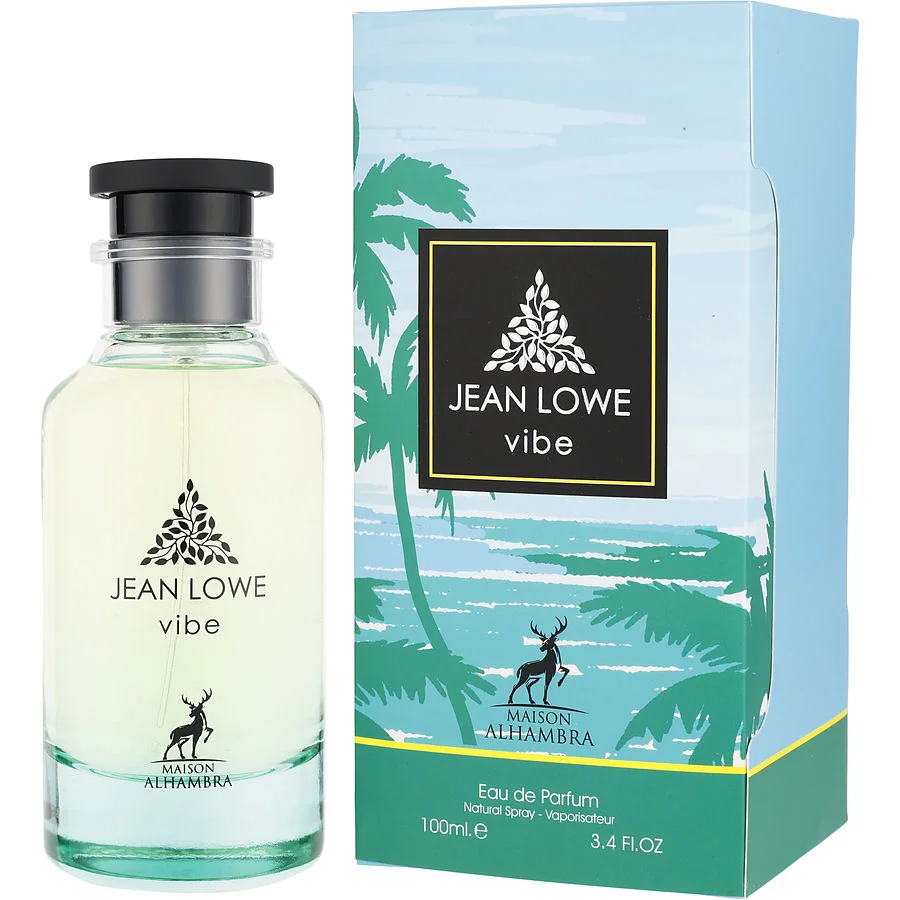 JEAN LOWE
vibe
MAISON
ALHAMBRA
JEAN LOWE
vibe
MAISON
ALHAMBRA
Eau de Parfum
Natural Spray - Vaporisateur
100ml.e
3.4 FL.OZ